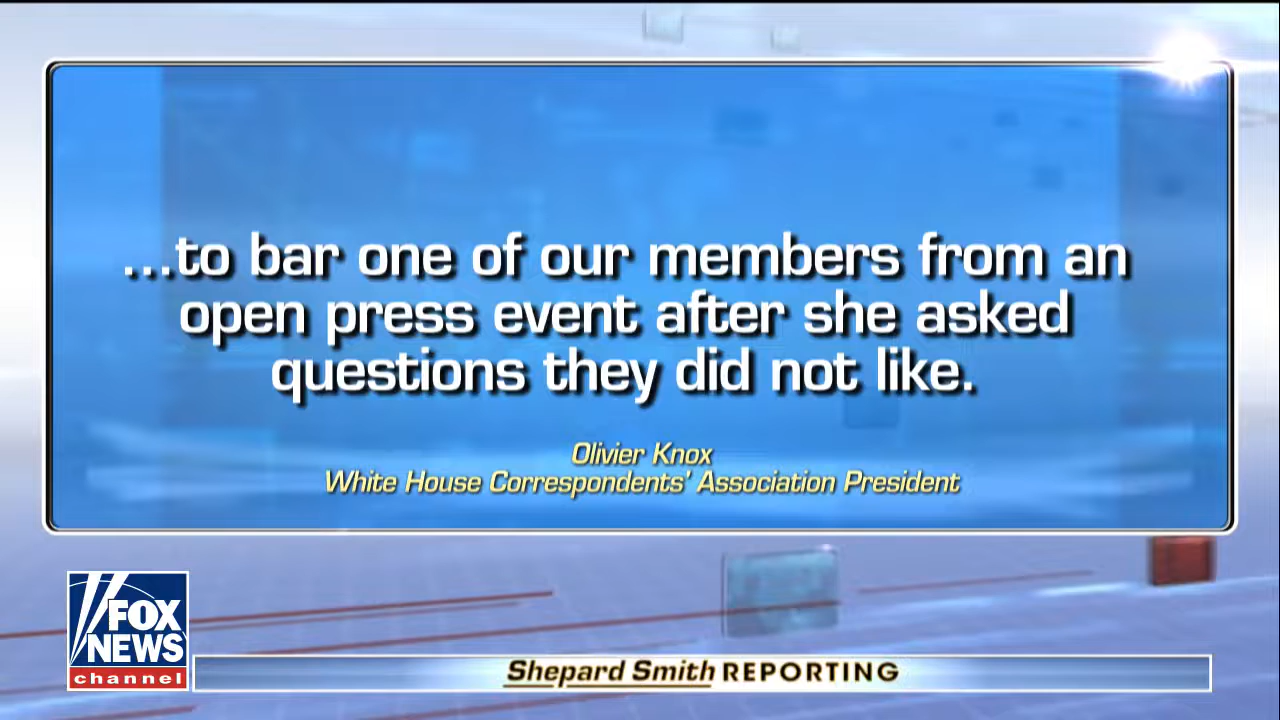 ...to bar one of our members from an
open press event after she asked
questions they did not like.
Olivier Knox
White House Correspondents' Association President
FOX
NEWS
channel
Shepard Smith REPORTING